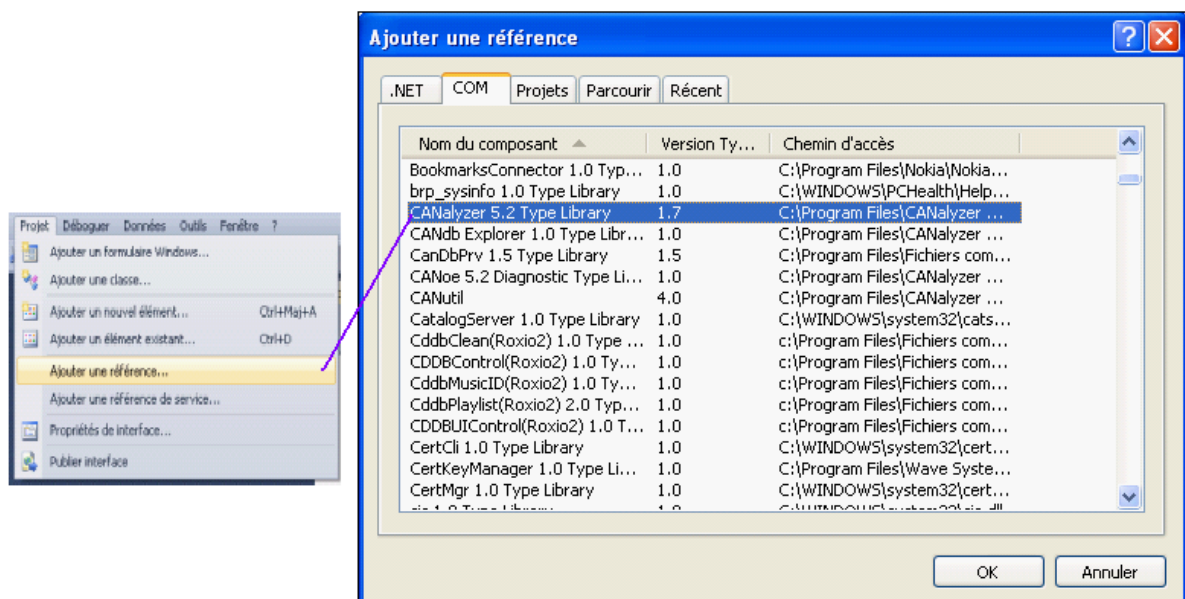 Projet Déboguer Données Outils Fenêtre ?
Ajouter un formulaire Windows...
Ajouter une classe...
Ajouter un nouvel élément... Ctrl+Maj+A
Ajouter un élément existant... Ctrl+D
Ajouter une référence...
Ajouter une référence de service...
Propriétés de interface...
Publier interface
Ajouter une référence
.NET COM Projets Parcourir Récent
Nom du composant Version Ty... Chemin d'accès
BookmarksConnector 1.0 Typ... 1.0 C:\Program Files\Nokia\Nokia...
brp_sysinfo 1.0 Type Library 1.0 C:\WINDOWS\PCHealth\Help...
CANalyzer 5.2 Type Library 1.7 C:\Program Files\CANalyzer ...
CANdb Explorer 1.0 Type Libr... 1.0 C:\Program Files\CANalyzer ...
CanDbPrv 1.5 Type Library 1.5 C:\Program Files\Fichiers com...
CANoe 5.2 Diagnostic Type Li... 1.0 C:\Program Files\CANalyzer ...
CANutil 4.0 C:\Program Files\CANalyzer ...
CatalogServer 1.0 Type Library 1.0 C:\WINDOWS\system32\cats...
CddbClean(Roxio2) 1.0 Type ... 1.0 c:\Program Files\Fichiers com...
CDDBControl(Roxio2) 1.0 Ty... 1.0 c:\Program Files\Fichiers com...
CddbMusicID(Roxio2) 1.0 Ty... 1.0 c:\Program Files\Fichiers com...
CddbPlaylist(Roxio2) 2.0 Typ... 1.0 c:\Program Files\Fichiers com...
CDDBUIControl(Roxio2) 1.0 T... 1.0 c:\Program Files\Fichiers com...
CertCli 1.0 Type Library 1.0 C:\WINDOWS\system32\cert...
CertKeyManager 1.0 Type Li... 1.0 C:\Program Files\Wave Syste...
CertMgr 1.0 Type Library 1.0 C:\WINDOWS\system32\cert...
OK Annuler